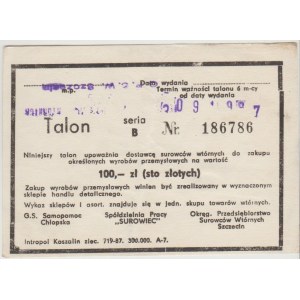 Data wydania
m.p. Termin ważności talonu 6 m-cy
od daty wydania
Talon seria B Nr 186786
Niniejszy talon upoważnia dostawcę surowców wtórnych do zakupu
określonych wyrobów przemysłowych na wartość
100,— zł (sto złotych)
Zakup wyrobów przemysłowych winien być zrealizowany w wyznaczonym
sklepie handlu detalicznego.
Wykaz sklepów i osort. znajduje się w jedn. skupu towarów wtórnych.
G.S. Samopomoc Chłopska
Spółdzielnia Pracy "SUROWIEC"
Okręg. Przedsiębiorstwo Surowców Wtórnych Szczecin
Intropol Koszalin zlec. 719-87. 330.000. A-7.